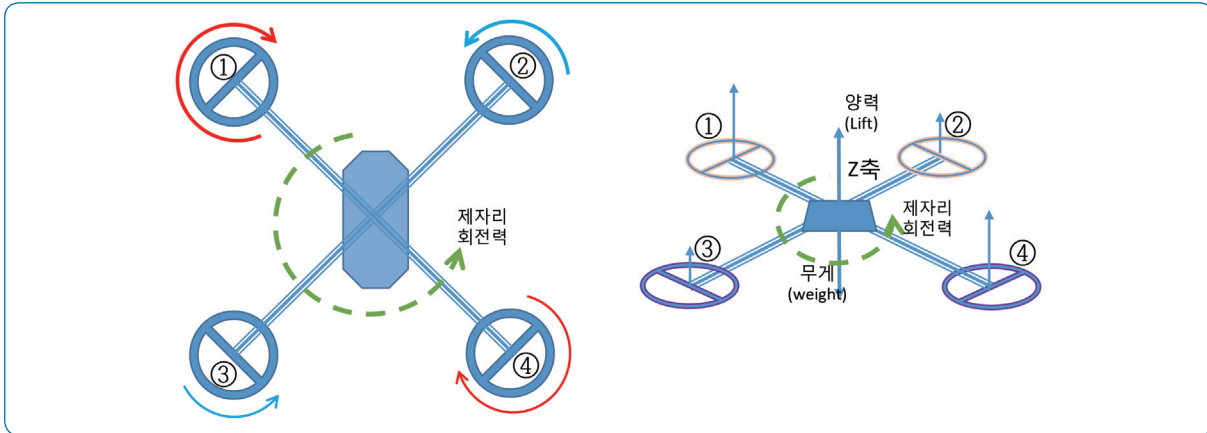 ①
②
제자리
회전력
③
④
양력
(Lift)
①
②
Z축
제자리
회전력
③
④
무게
(weight)